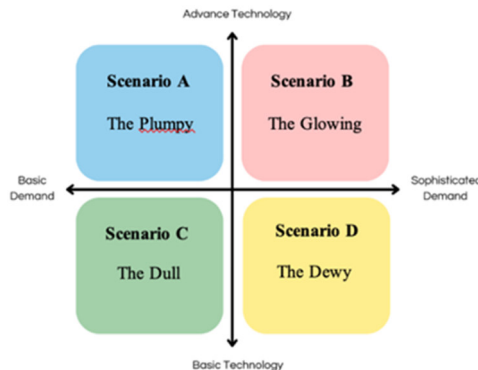 Advance Technology
Scenario A
The Plumpy
Scenario B
The Glowing
Basic
Demand
Sophisticated
Demand
Scenario C
The Dull
Scenario D
The Dewy
Basic Technology